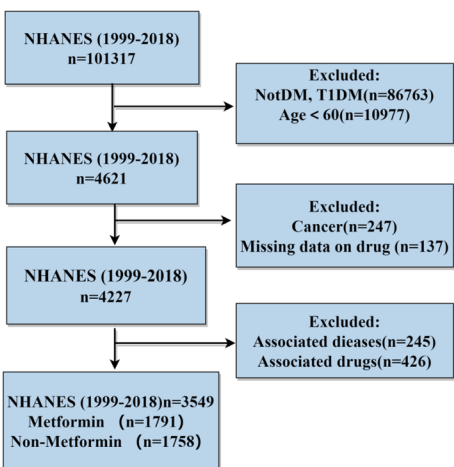 NHANES (1999-2018)
n=101317
Excluded:
NotDM, T1DM(n=86763)
Age < 60(n=10977)
NHANES (1999-2018)
n=4621
Excluded:
Cancer(n=247)
Missing data on drug (n=137)
NHANES (1999-2018)
n=4227
Excluded:
Associated dieases(n=245)
Associated drugs(n=426)
NHANES (1999-2018)n=3549
Metformin （n=1791）
Non-Metformin （n=1758）